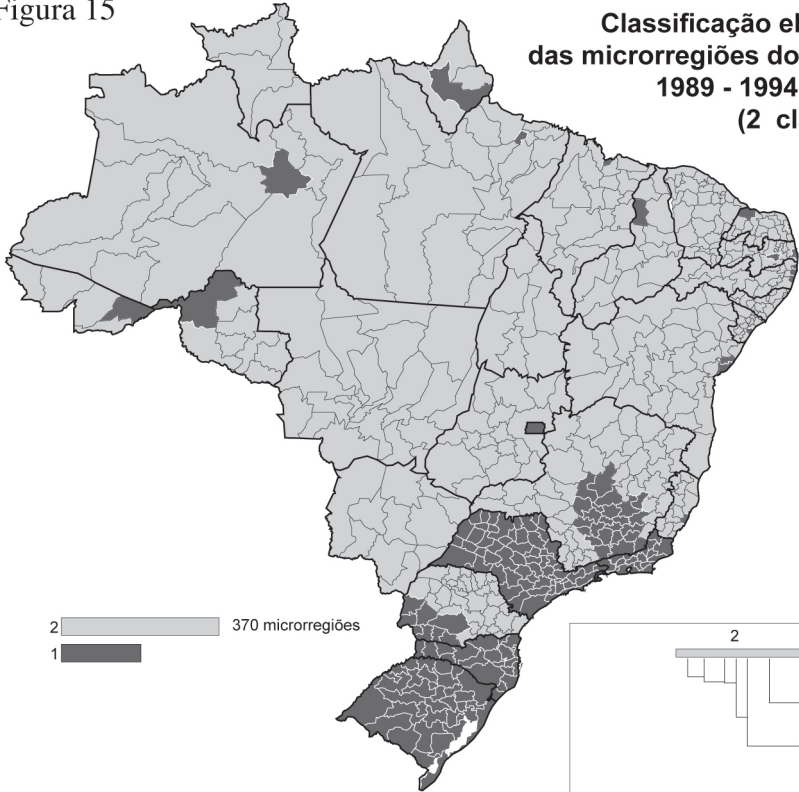 Figura 15
Classificação el
das microrregiões do
1989 - 1994
(2 cl
2
370 microrregiões
1
2